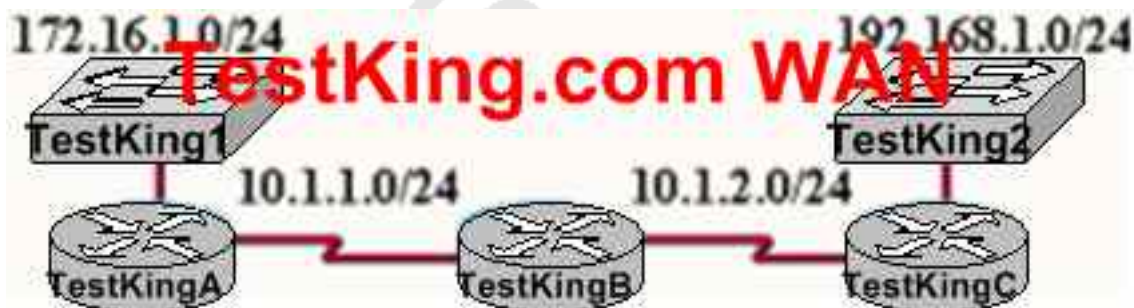 172.16.1.0/24
192.168.1.0/24
TestKing.com WAN
TestKing1
TestKing2
10.1.1.0/24
10.1.2.0/24
TestKingA
TestKingB
TestKingC